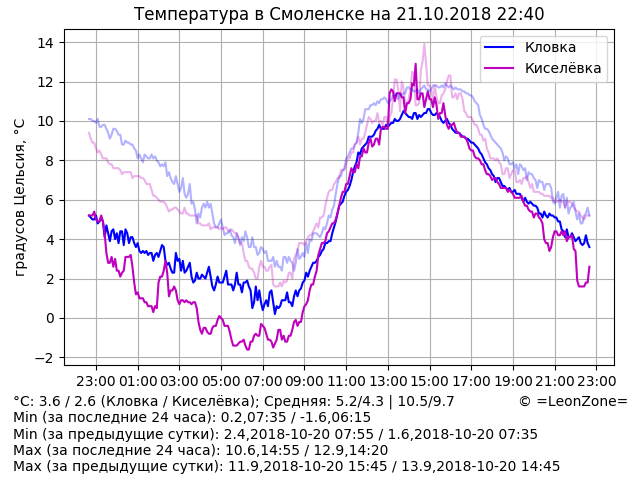 Температура в Смоленске на 21.10.2018 22:40
Кловка
Киселёвка
градусов Цельсия, °C
14
12
10
8
6
4
2
0
−2
23:00 01:00 03:00 05:00 07:00 09:00 11:00 13:00 15:00 17:00 19:00 21:00 23:00
°C: 3.6 / 2.6 (Кловка / Киселёвка); Средняя: 5.2/4.3 | 10.5/9.7 © =LeonZone=
Min (за последние 24 часа): 0.2,07:35 / -1.6,06:15
Min (за предыдущие сутки): 2.4,2018-10-20 07:55 / 1.6,2018-10-20 07:35
Max (за последние 24 часа): 10.6,14:55 / 12.9,14:20
Max (за предыдущие сутки): 11.9,2018-10-20 15:45 / 13.9,2018-10-20 14:45